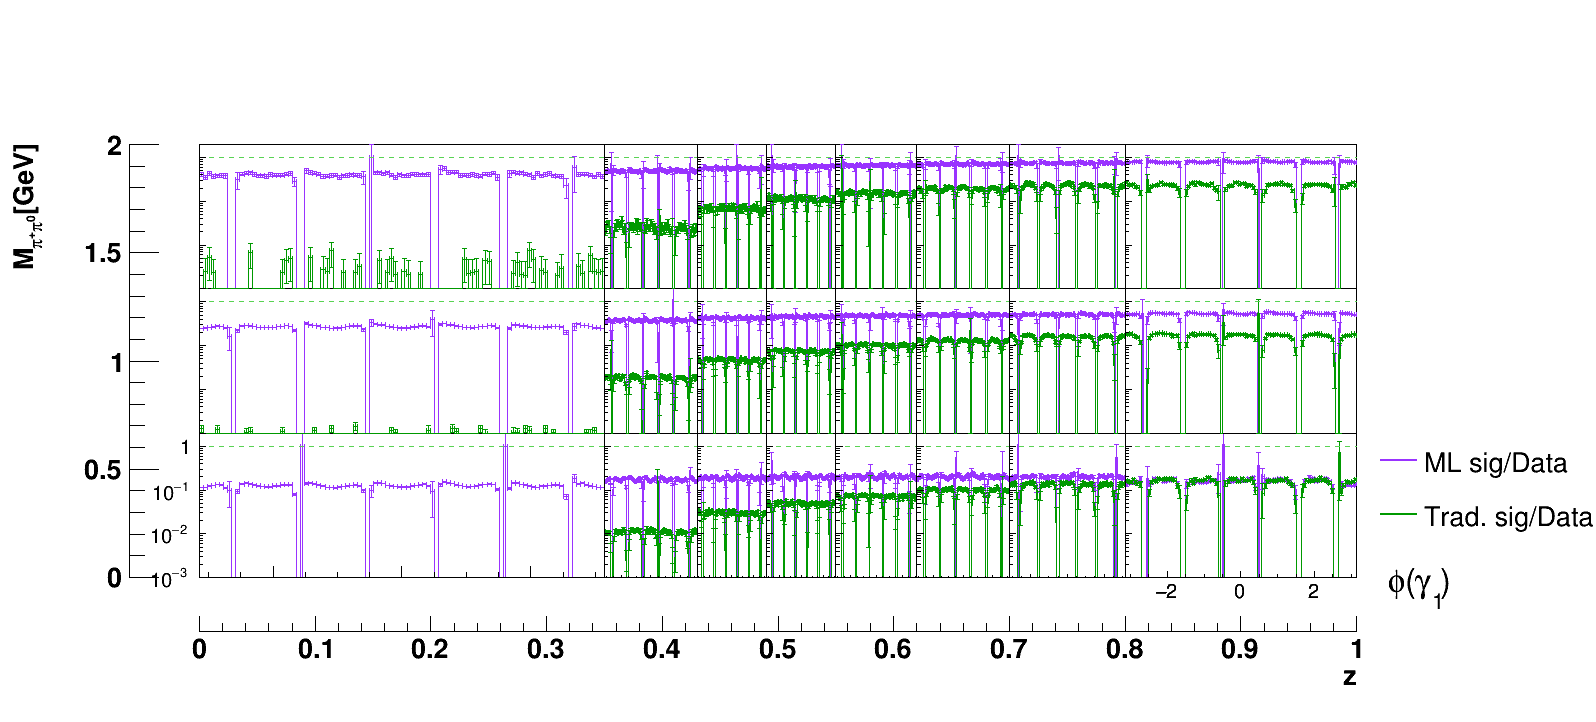 M π⁺π⁰ [GeV]
2
1.5
1
0.5
0
1
10⁻¹
10⁻²
10⁻³
ML sig/Data
Trad. sig/Data
−2 0 2
ϕ(γ₁)
0 0.1 0.2 0.3 0.4 0.5 0.6 0.7 0.8 0.9 1
z